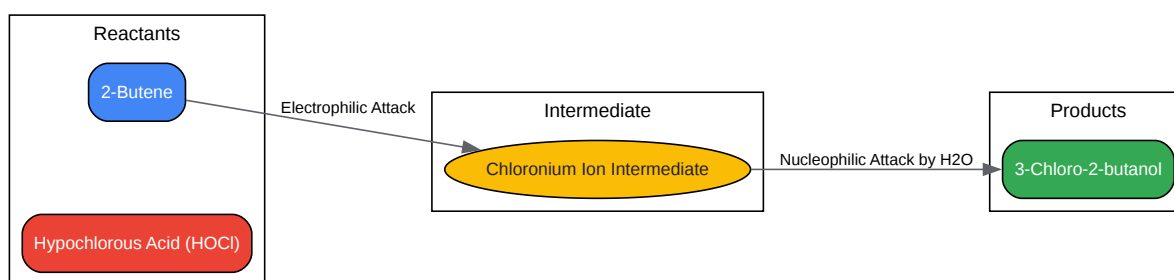 Reactants
2-Butene
Hypochlorous Acid (HOCl)
Electrophilic Attack
Intermediate
Chloronium Ion Intermediate
Nucleophilic Attack by H2O
Products
3-Chloro-2-butanol